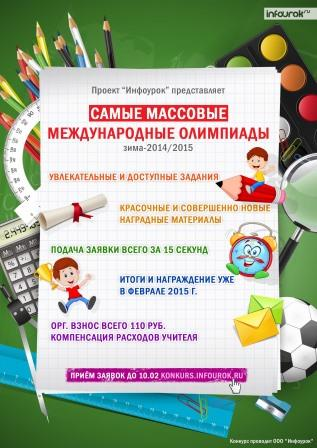 infourok.ru
Проект "Инфоурок" представляет
САМЫЕ МАССОВЫЕ
МЕЖДУНАРОДНЫЕ ОЛИМПИАДЫ
зима-2014/2015
УВЛЕКАТЕЛЬНЫЕ И ДОСТУПНЫЕ ЗАДАНИЯ
КРАСОЧНЫЕ И СОВЕРШЕННО НОВЫЕ
НАГРАДНЫЕ МАТЕРИАЛЫ
ПОДАЧА ЗАЯВКИ ВСЕГО ЗА 15 СЕКУНД
ИТОГИ И НАГРАЖДЕНИЕ УЖЕ
В ФЕВРАЛЕ 2015 Г.
ОРГ. ВЗНОС ВСЕГО 110 РУБ.
КОМПЕНСАЦИЯ РАСХОДОВ УЧИТЕЛЯ
ПРИЁМ ЗАЯВОК ДО 10.02 KONKURS.INFOUROK.RU
Конкурс проводит ООО "Инфоурок"